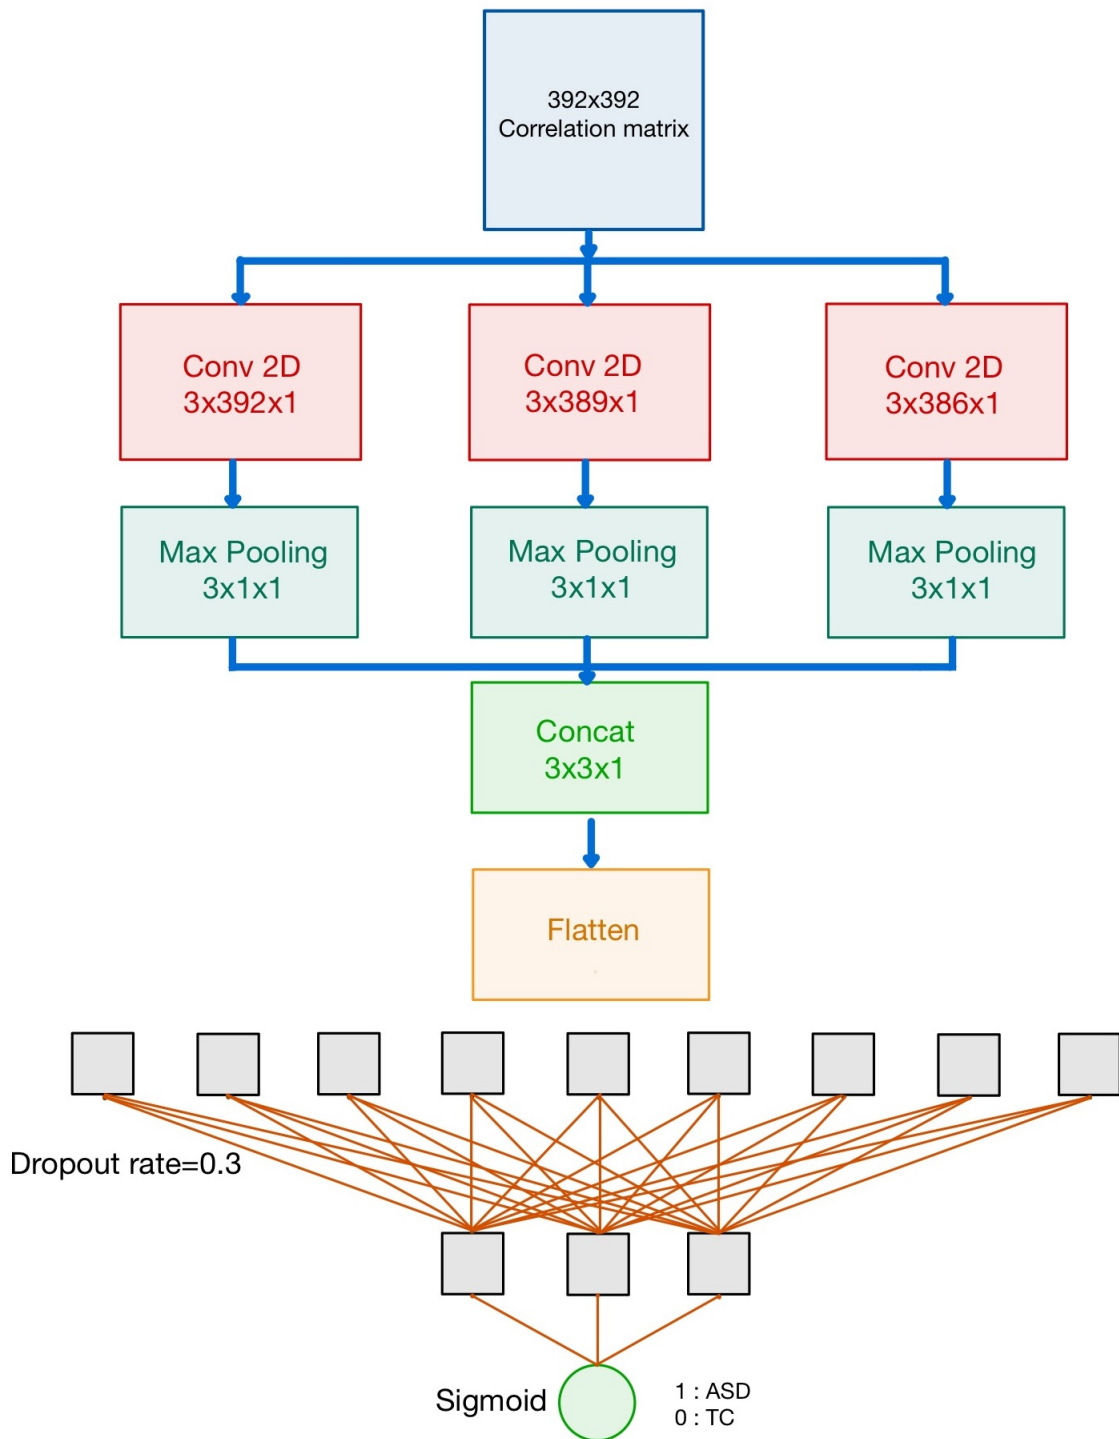 392x392
Correlation matrix
Conv 2D
3x392x1
Conv 2D
3x389x1
Conv 2D
3x386x1
Max Pooling
3x1x1
Max Pooling
3x1x1
Max Pooling
3x1x1
Concat
3x3x1
Flatten
Dropout rate=0.3
Sigmoid
1 : ASD
0 : TC